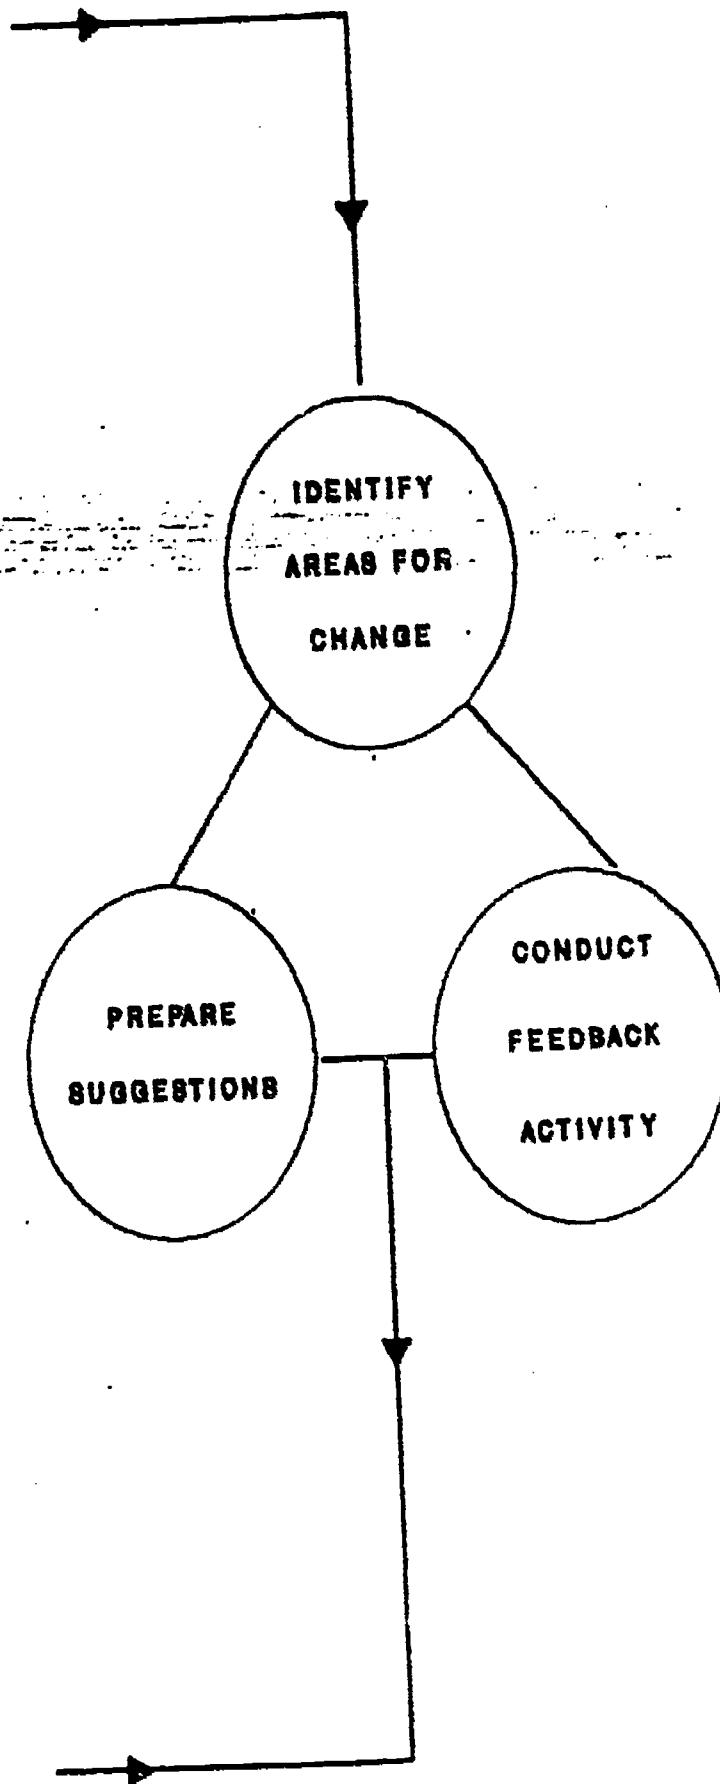 IDENTIFY
AREAS FOR
CHANGE
PREPARE
SUGGESTIONS
CONDUCT
FEEDBACK
ACTIVITY